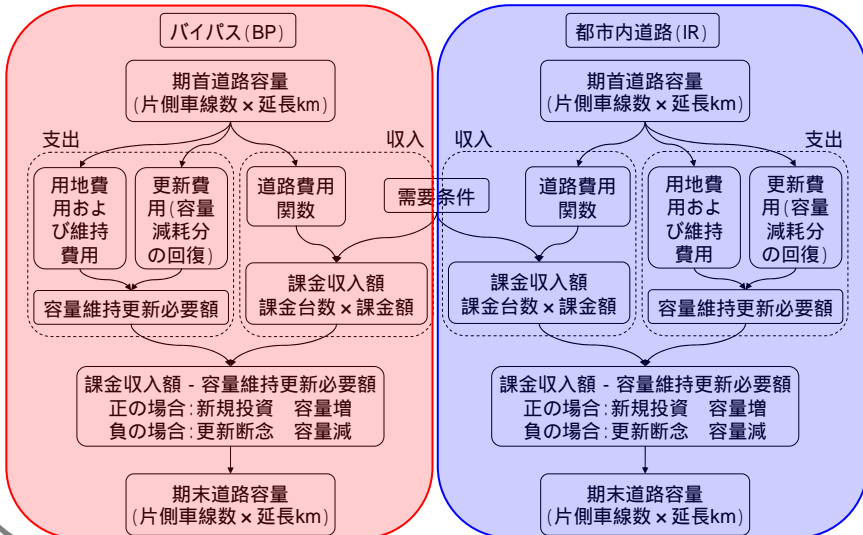 バイパス(BP)
期首道路容量
(片側車線数×延長km)
支出
収入
用地費
用およ
び維持
費用
更新費
用(容量
減耗分
の回復)
道路費用
関数
容量維持更新必要額
課金収入額
課金台数×課金額
課金収入額 - 容量維持更新必要額
正の場合:新規投資 容量増
負の場合:更新断念 容量減
期末道路容量
(片側車線数×延長km)
需要条件
都市内道路(IR)
期首道路容量
(片側車線数×延長km)
収入
支出
道路費用
関数
用地費
用およ
び維持
費用
更新費
用(容量
減耗分
の回復)
課金収入額
課金台数×課金額
容量維持更新必要額
課金収入額 - 容量維持更新必要額
正の場合:新規投資 容量増
負の場合:更新断念 容量減
期末道路容量
(片側車線数×延長km)